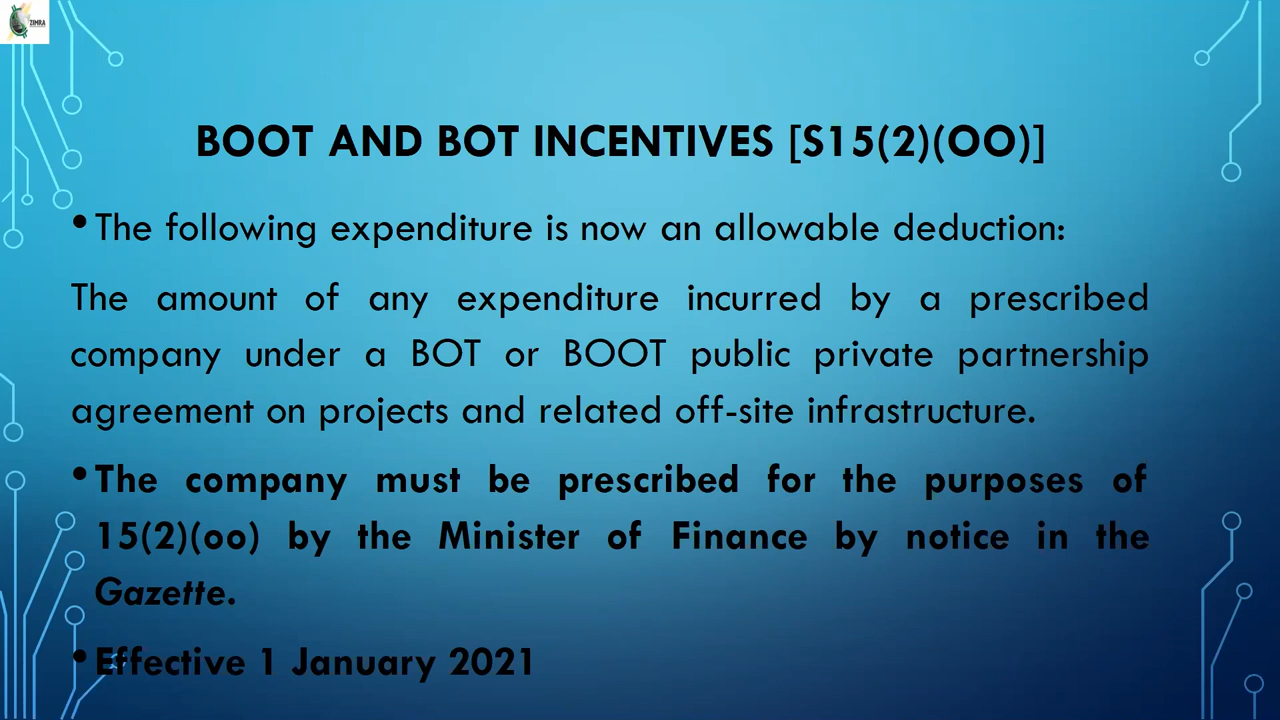 ZIMRA
BOOT AND BOT INCENTIVES [S15(2)(OO)]
• The following expenditure is now an allowable deduction:
The amount of any expenditure incurred by a prescribed
company under a BOT or BOOT public private partnership
agreement on projects and related off-site infrastructure.
• The company must be prescribed for the purposes of
15(2)(oo) by the Minister of Finance by notice in the
Gazette.
• Effective 1 January 2021